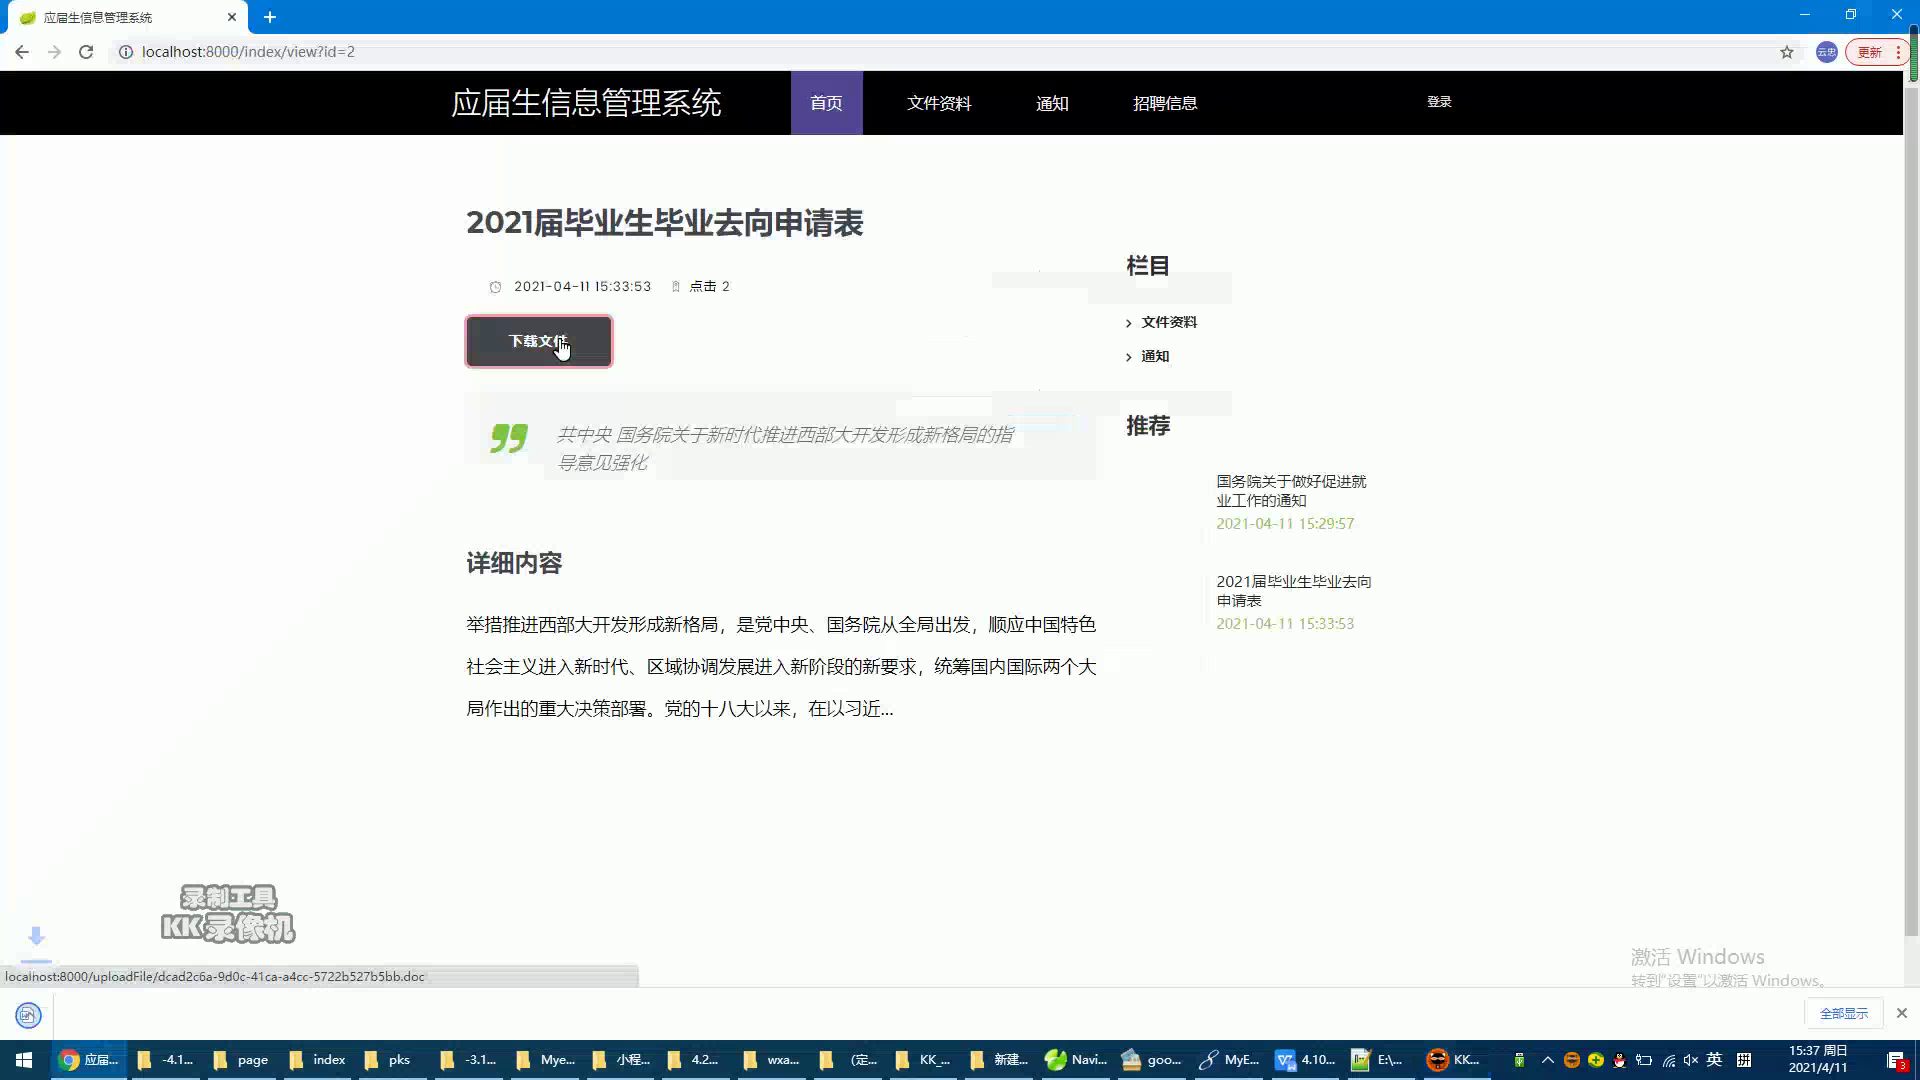 应届生信息管理系统
localhost:8000/index/view?id=2
云忠
更新
应届生信息管理系统
首页
文件资料
通知
招聘信息
登录
2021届毕业生毕业去向申请表
2021-04-11 15:33:53
点击 2
下载文件
共中央 国务院关于新时代推进西部大开发形成新格局的指
导意见强化
详细内容
举措推进西部大开发形成新格局，是党中央、国务院从全局出发，顺应中国特色
社会主义进入新时代、区域协调发展进入新阶段的新要求，统筹国内国际两个大
局作出的重大决策部署。党的十八大以来，在以习近...
栏目
文件资料
通知
推荐
国务院关于做好促进就
业工作的通知
2021-04-11 15:29:57
2021届毕业生毕业去向
申请表
2021-04-11 15:33:53
录制工具
KK录像机
激活 Windows
转到"设置"以激活 Windows。
localhost:8000/uploadFile/dcad2c6a-9d0c-41ca-a4cc-5722b527b5bb.doc
全部显示
应届...
-4.1...
page
index
pks
-3.1...
Mye...
小程...
4.2...
wxa...
(定...
KK_...
新建...
Navi...
goo...
MyE...
4.10...
E:\...
KK...
英
15:37 周日
2021/4/11
3